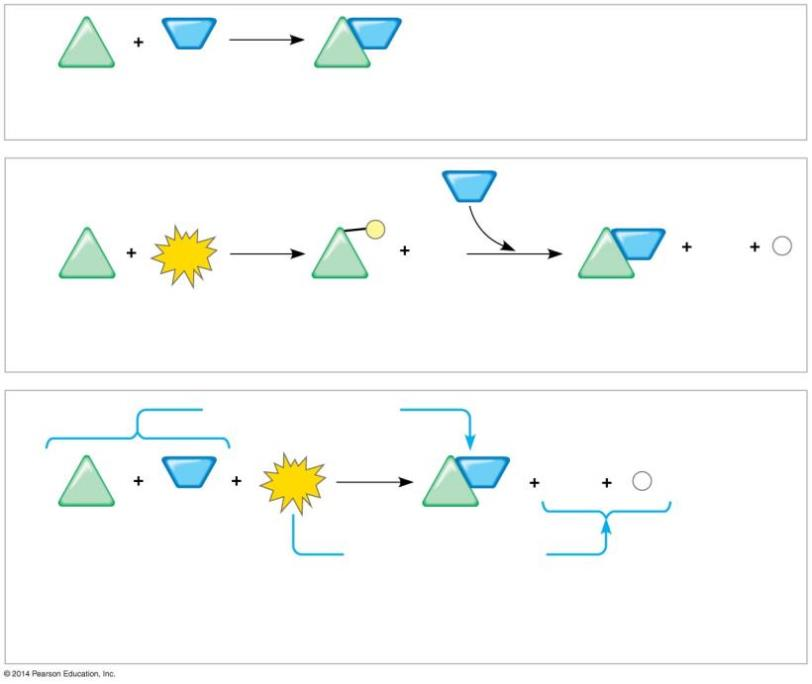 +
+ + + +
+ + + +
© 2014 Pearson Education, Inc.